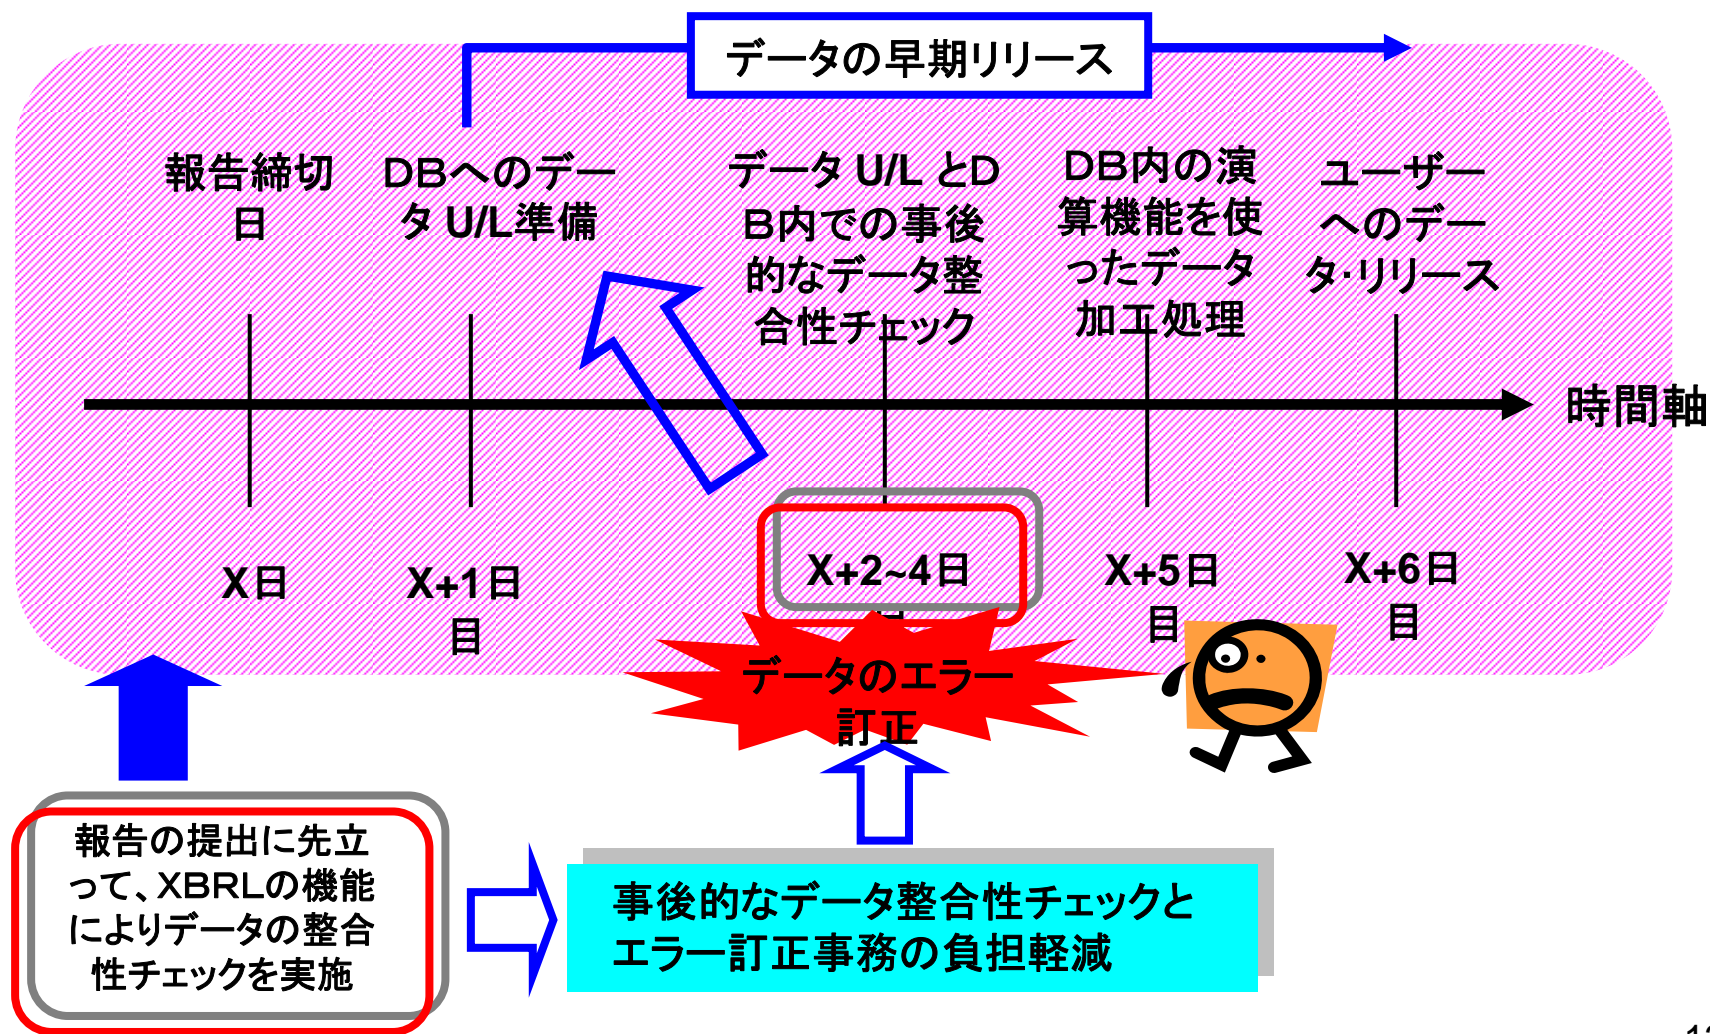 データの早期リリース
報告締切
日
ＤＢへのデー
タ U/L準備
データ U/L とＤ
Ｂ内での事後
的なデータ整
合性チェック
ＤＢ内の演
算機能を使
ったデータ
加工処理
ユーザー
へのデー
タ・リリース
時間軸
X日
X+1日
目
X+2~4日
X+5日
目
X+6日
目
データのエラー
訂正
報告の提出に先立
って、ＸＢＲＬの機能
によりデータの整合
性チェックを実施
事後的なデータ整合性チェックと
エラー訂正事務の負担軽減